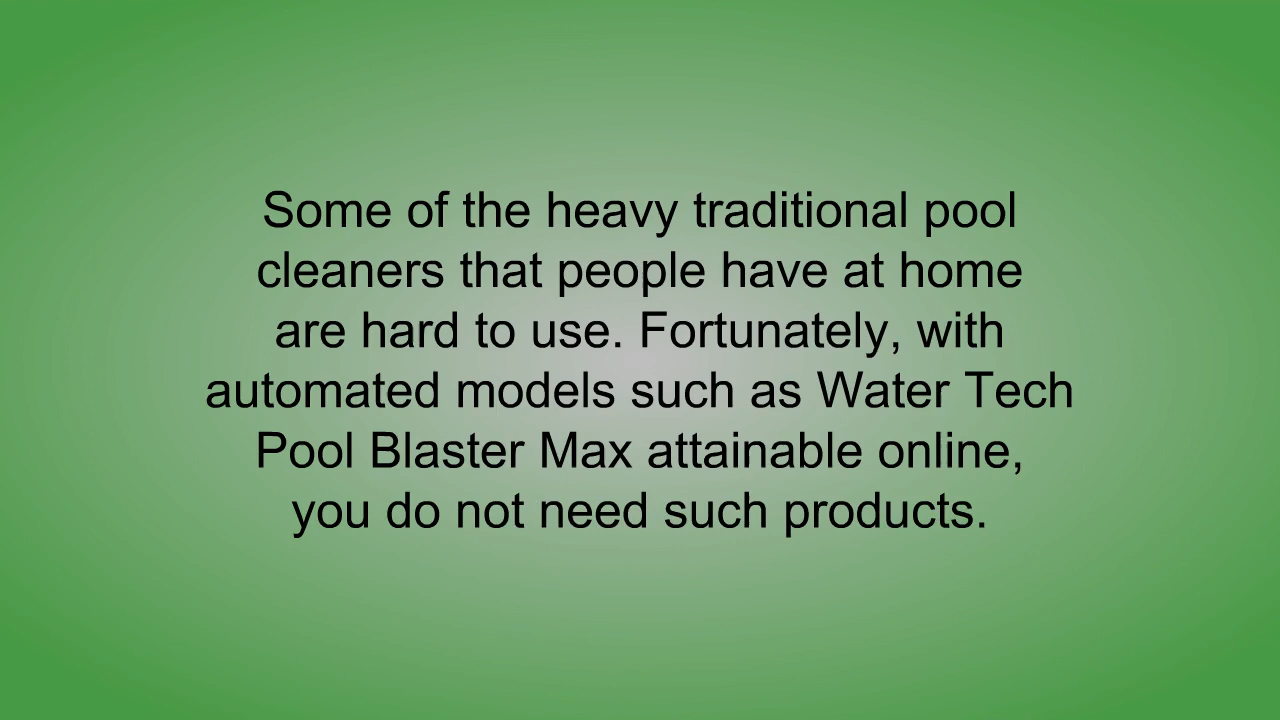 Some of the heavy traditional pool
cleaners that people have at home
are hard to use. Fortunately, with
automated models such as Water Tech
Pool Blaster Max attainable online,
you do not need such products.